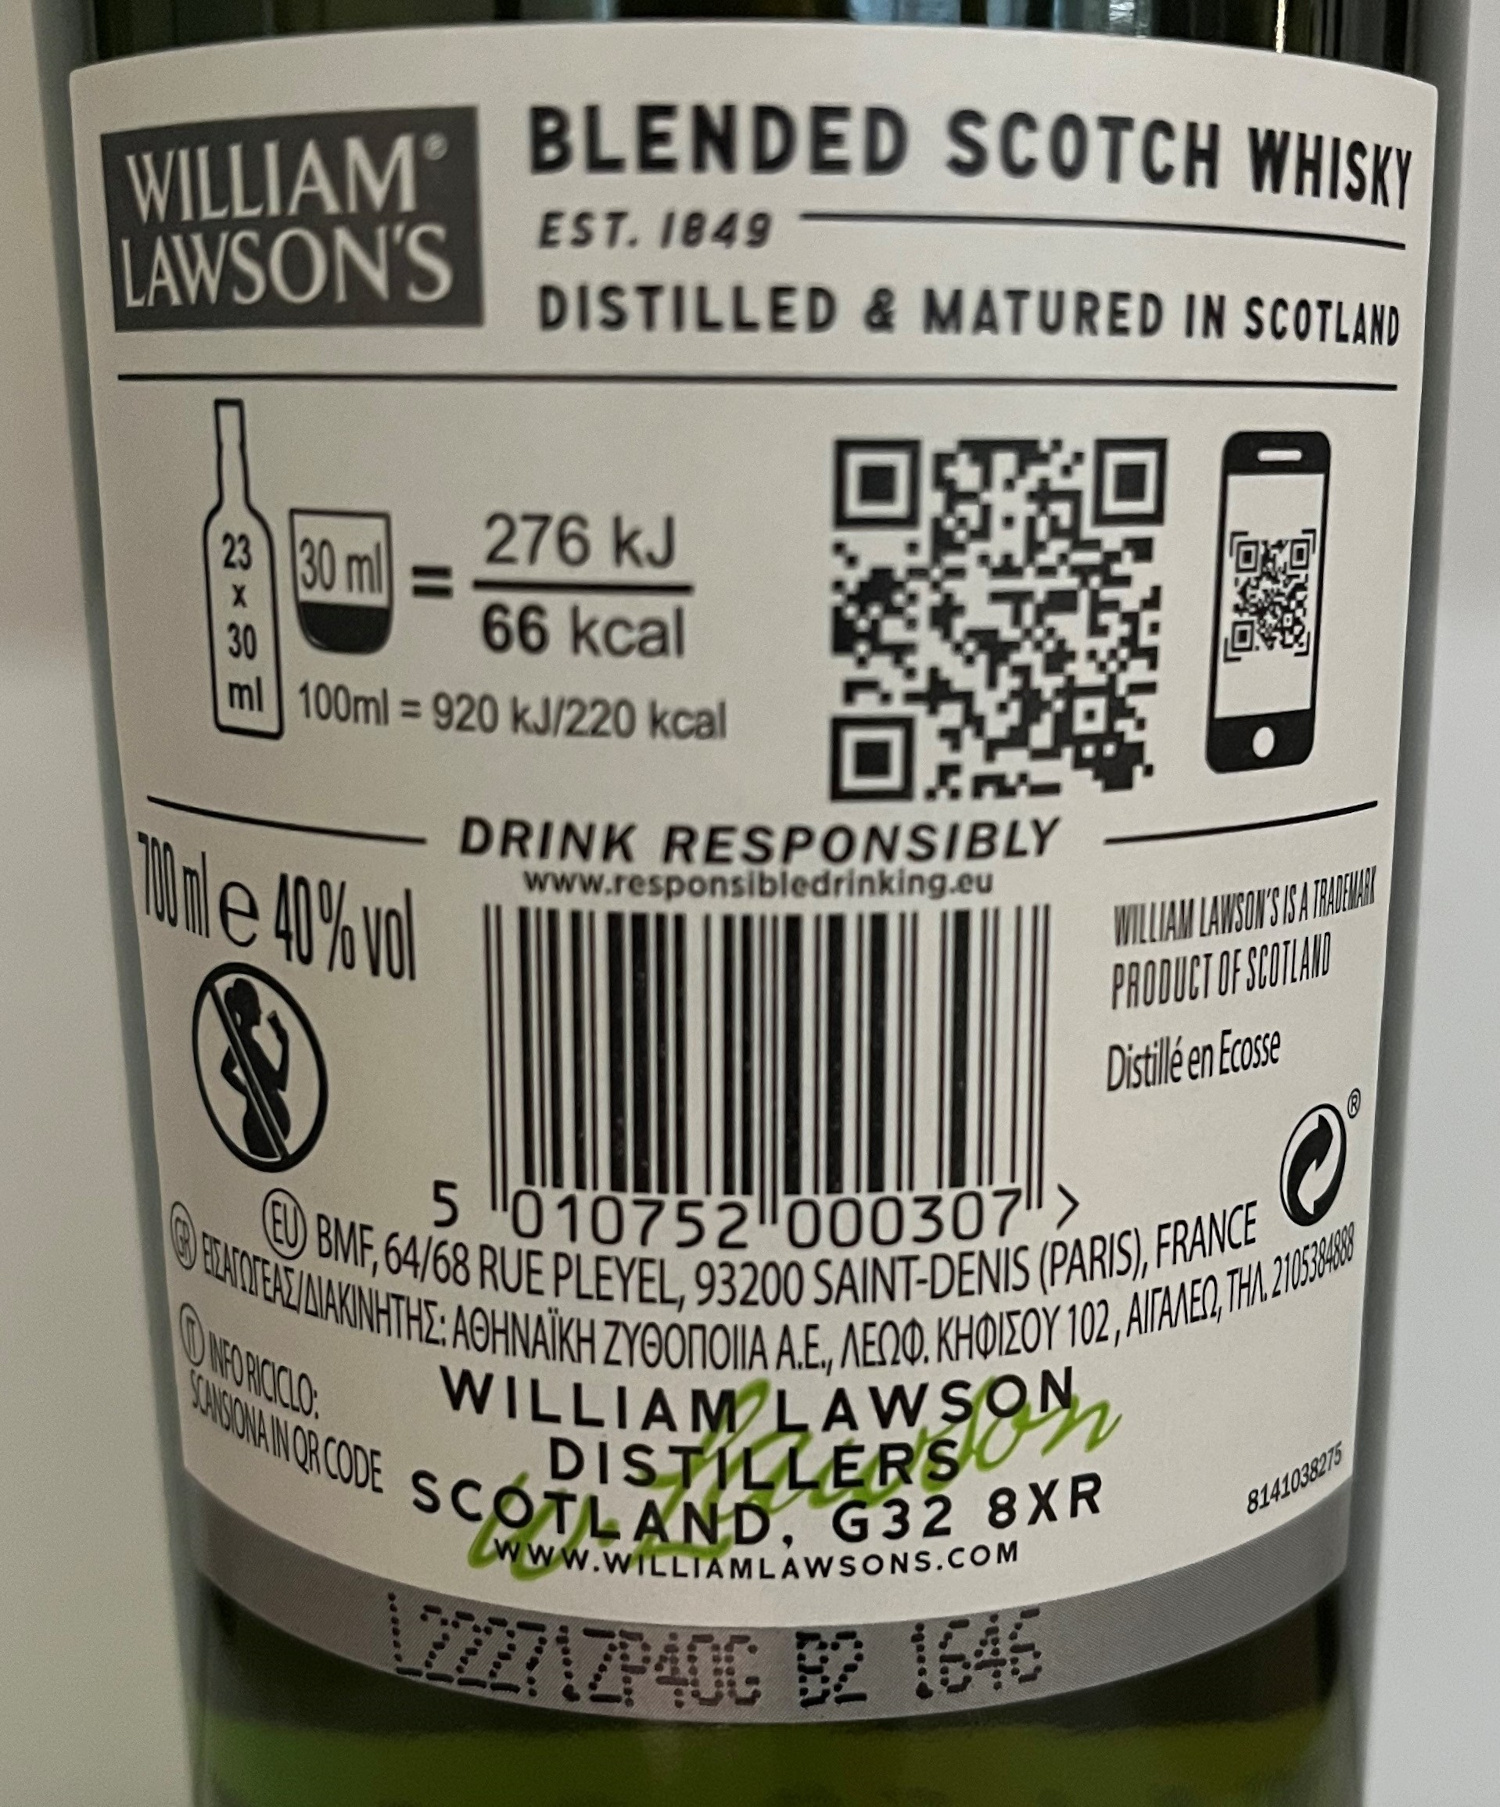 WILLIAM®
LAWSON'S
BLENDED SCOTCH WHISKY
EST. 1849
DISTILLED & MATURED IN SCOTLAND
23
x
30
ml
30 ml
=
276 kJ
66 kcal
100ml = 920 kJ/220 kcal
DRINK RESPONSIBLY
www.responsibledrinking.eu
700 ml e 40% vol
WILLIAM LAWSON'S IS A TRADEMARK
PRODUCT OF SCOTLAND
Distillé en Ecosse
®
5 010752 000307 >
EU BMF, 64/68 RUE PLEYEL, 93200 SAINT-DENIS (PARIS), FRANCE
GR ΕΙΣΑΓΩΓΕΑΣ/ΔΙΑΚΙΝΗΤΗΣ: ΑΘΗΝΑΪΚΗ ΖΥΘΟΠΟΙΙΑ Α.Ε., ΛΕΩΦ. ΚΗΦΙΣΟΥ 102, ΑΙΓΑΛΕΩ, ΤΗΛ. 2105384888
IT INFO RICICLO:
SCANSIONA IN QR CODE
W. Lawson
WILLIAM LAWSON
DISTILLERS
SCOTLAND, G32 8XR
WWW.WILLIAMLAWSONS.COM
8141038275
B2 1646